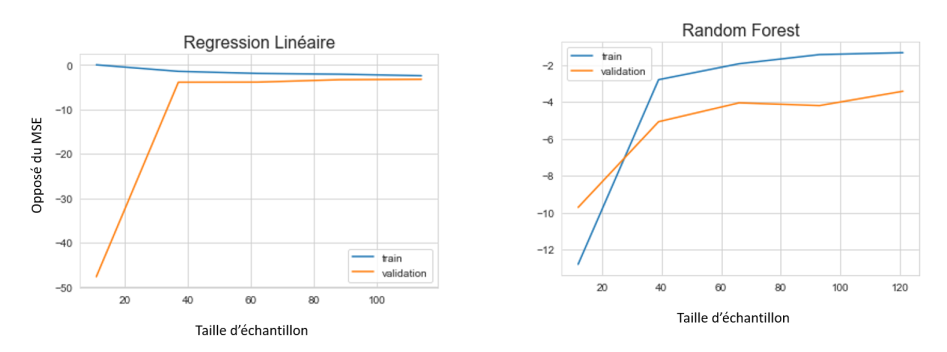 Regression Linéaire
0
−10
−20
−30
−40
−50
Opposé du MSE
train
validation
20 40 60 80 100
Taille d’échantillon
Random Forest
train
validation
−2
−4
−6
−8
−10
−12
20 40 60 80 100 120
Taille d’échantillon